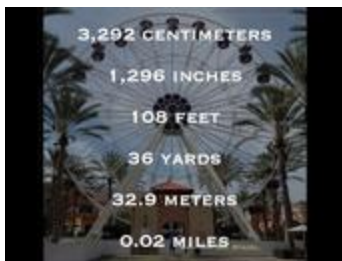 3,292 CENTIMETERS
1,296 INCHES
108 FEET
36 YARDS
32.9 METERS
0.02 MILES